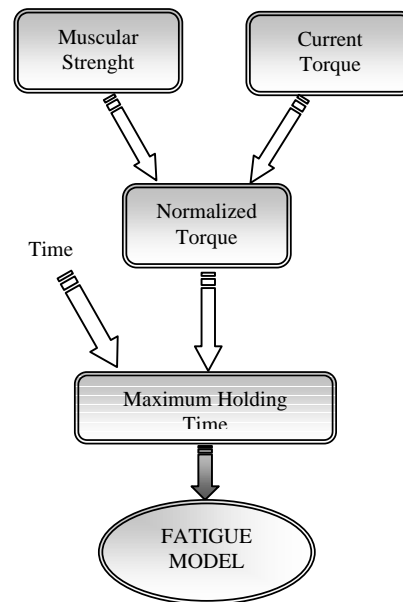 Muscular
Strenght
Current
Torque
Normalized
Torque
Time
Maximum Holding
Time
FATIGUE
MODEL